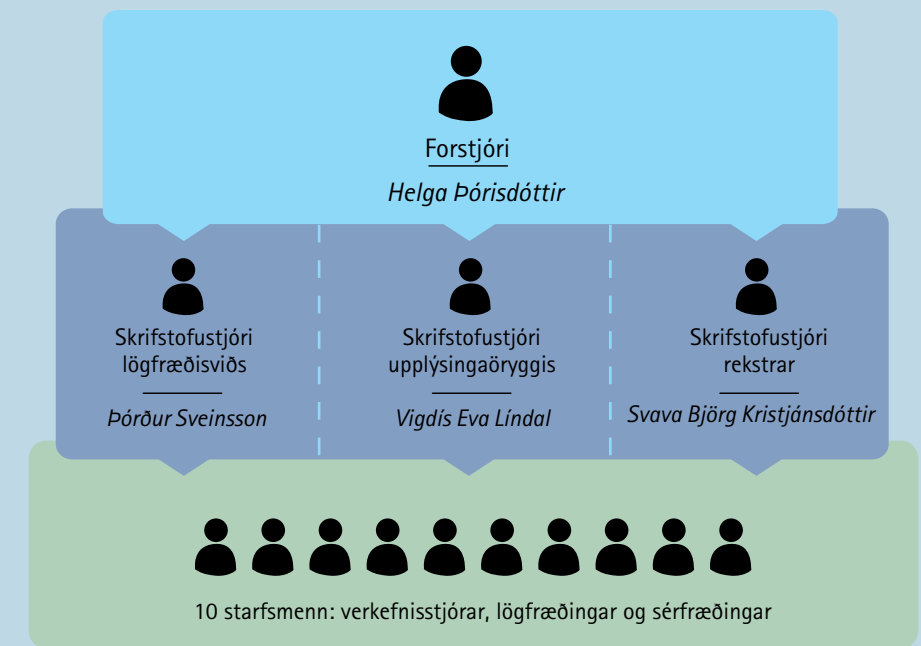 Forstjóri
Helga Þórisdóttir
Skrifstofustjóri
lögfræðisviðs
Þórður Sveinsson
Skrifstofustjóri
upplýsingaöryggis
Vigdís Eva Líndal
Skrifstofustjóri
rekstrar
Svava Björg Kristjánsdóttir
10 starfsmenn: verkefnisstjórar, lögfræðingar og sérfræðingar